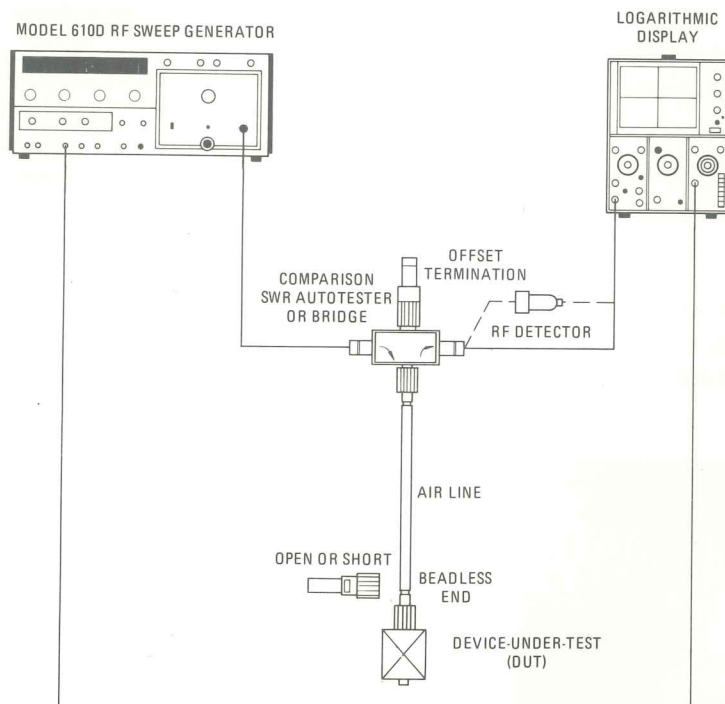 MODEL 610D RF SWEEP GENERATOR
LOGARITHMIC
DISPLAY
OFFSET
TERMINATION
COMPARISON
SWR AUTOTESTER
OR BRIDGE
RF DETECTOR
AIR LINE
OPEN OR SHORT
BEADLESS
END
DEVICE-UNDER-TEST
(DUT)